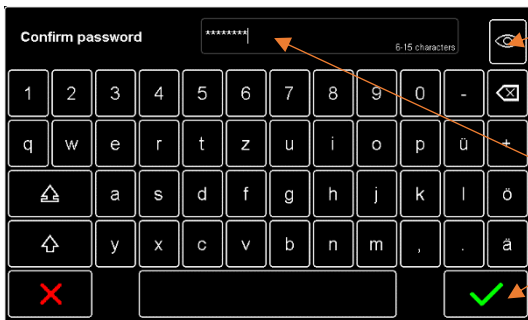 Confirm password ********
6-15 characters
1 2 3 4 5 6 7 8 9 0 -
q w e r t z u i o p ü +
a s d f g h j k l ö
y x c v b n m , . ä